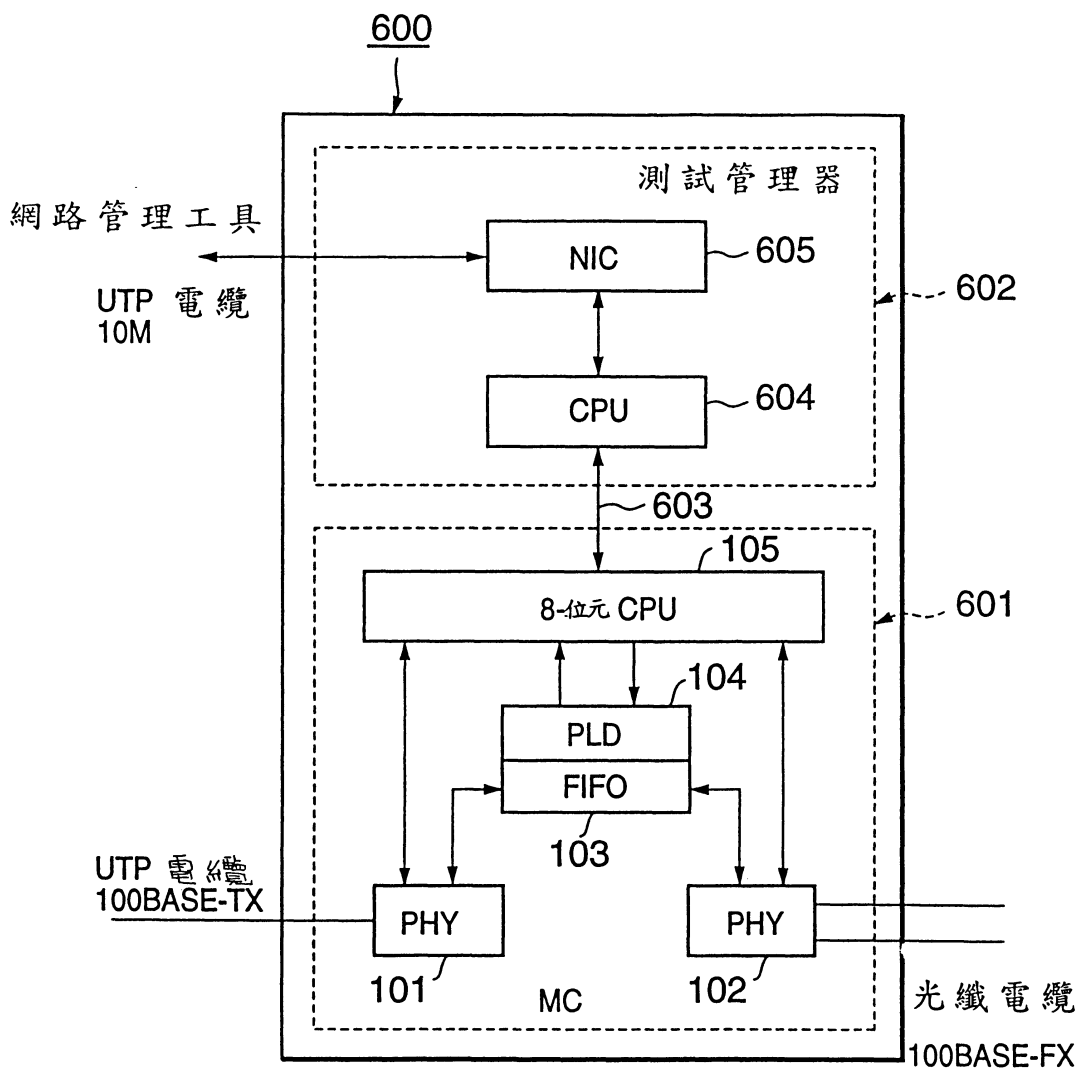 600
測試管理器
網路管理工具
NIC
605
UTP 電纜
10M
602
CPU
604
603
105
8-位元 CPU
601
104
PLD
FIFO
103
UTP 電纜
100BASE-TX
PHY
PHY
101
102
MC
光纖電纜
100BASE-FX